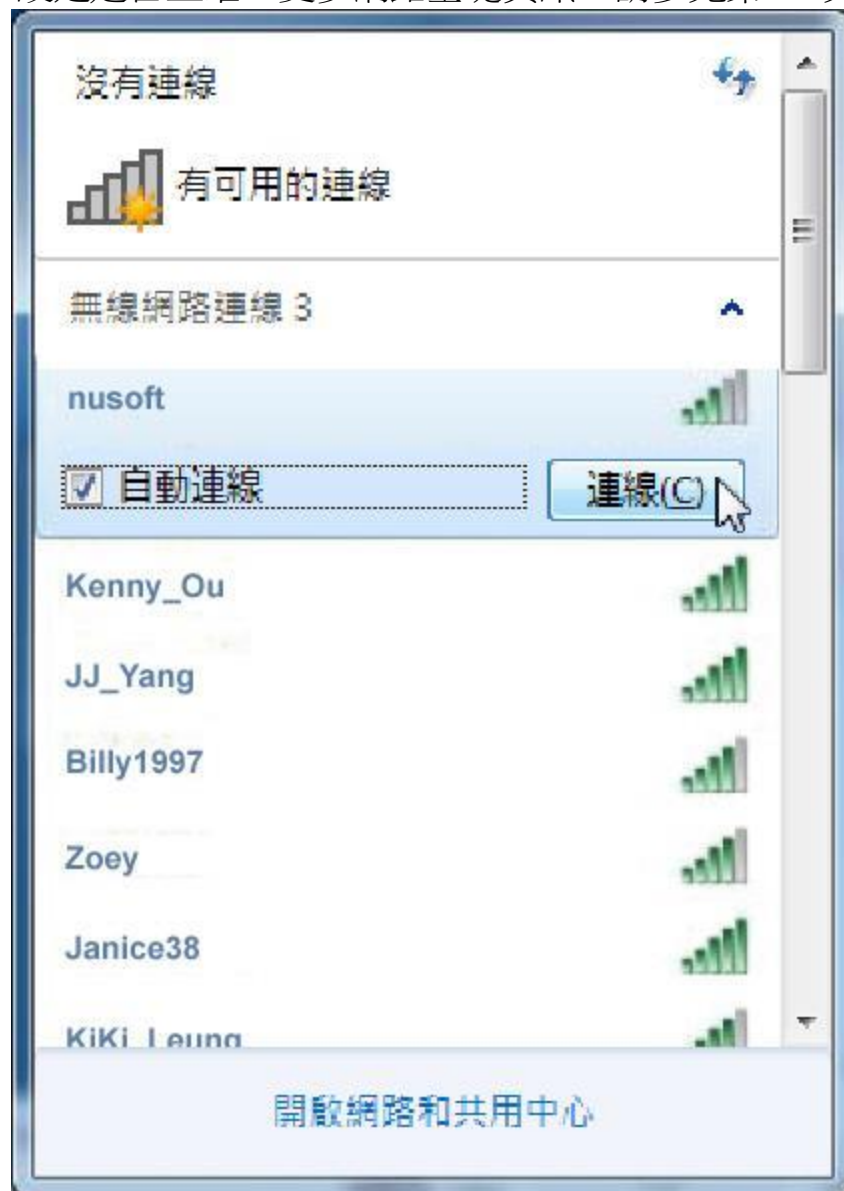 沒有連線
有可用的連線
無線網路連線 3
nusoft
自動連線 連線(C)
Kenny_Ou
JJ_Yang
Billy1997
Zoey
Janice38
KiKi_Leung
開啟網路和共用中心